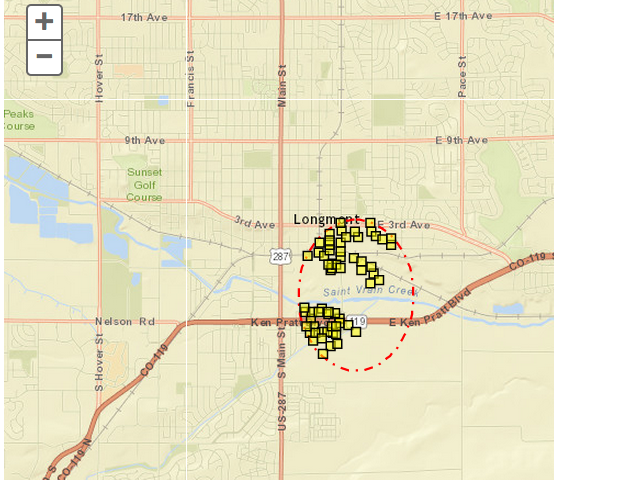 +
−
17th Ave
E 17th Ave
Hover St
Francis St
Main St
Pace St
Peaks
Course
9th Ave
E 9th Ave
Sunset
Golf
Course
3rd Ave
Longmont
E 3rd Ave
287
CO-119
Saint Vrain Creek
Nelson Rd
Ken Pratt
119
E Ken Pratt Blvd
S Hover St
CO-119
S Main St
US-287
CO-119 N
S